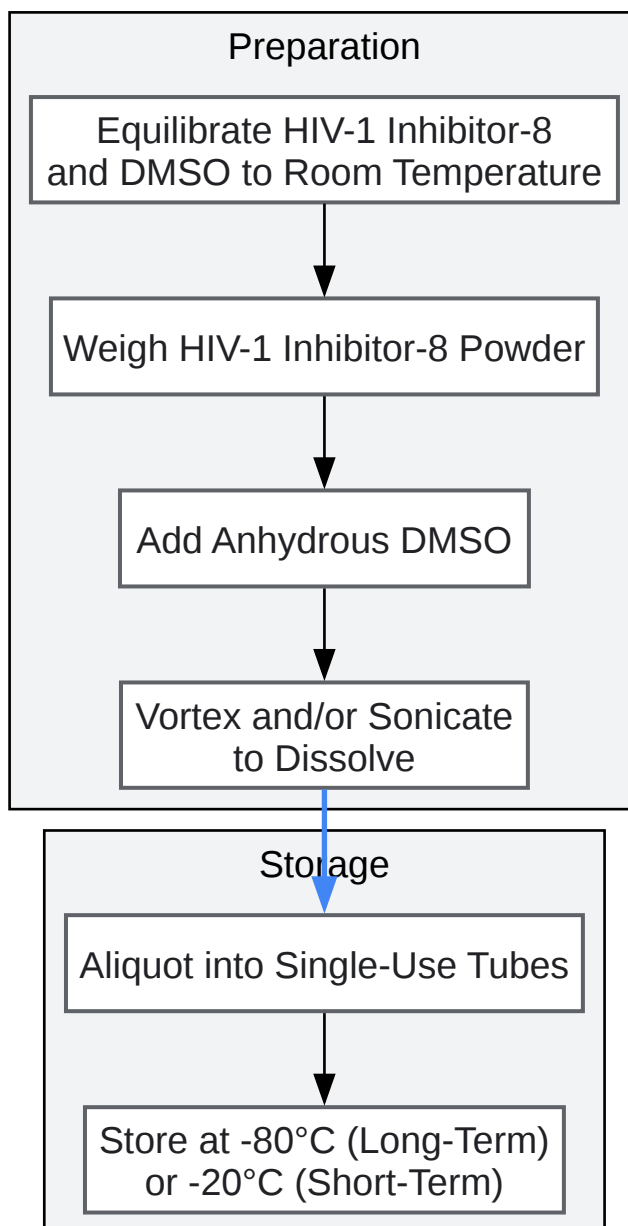 Preparation
Equilibrate HIV-1 Inhibitor-8
and DMSO to Room Temperature
Weigh HIV-1 Inhibitor-8 Powder
Add Anhydrous DMSO
Vortex and/or Sonicate
to Dissolve
Storage
Aliquot into Single-Use Tubes
Store at -80°C (Long-Term)
or -20°C (Short-Term)